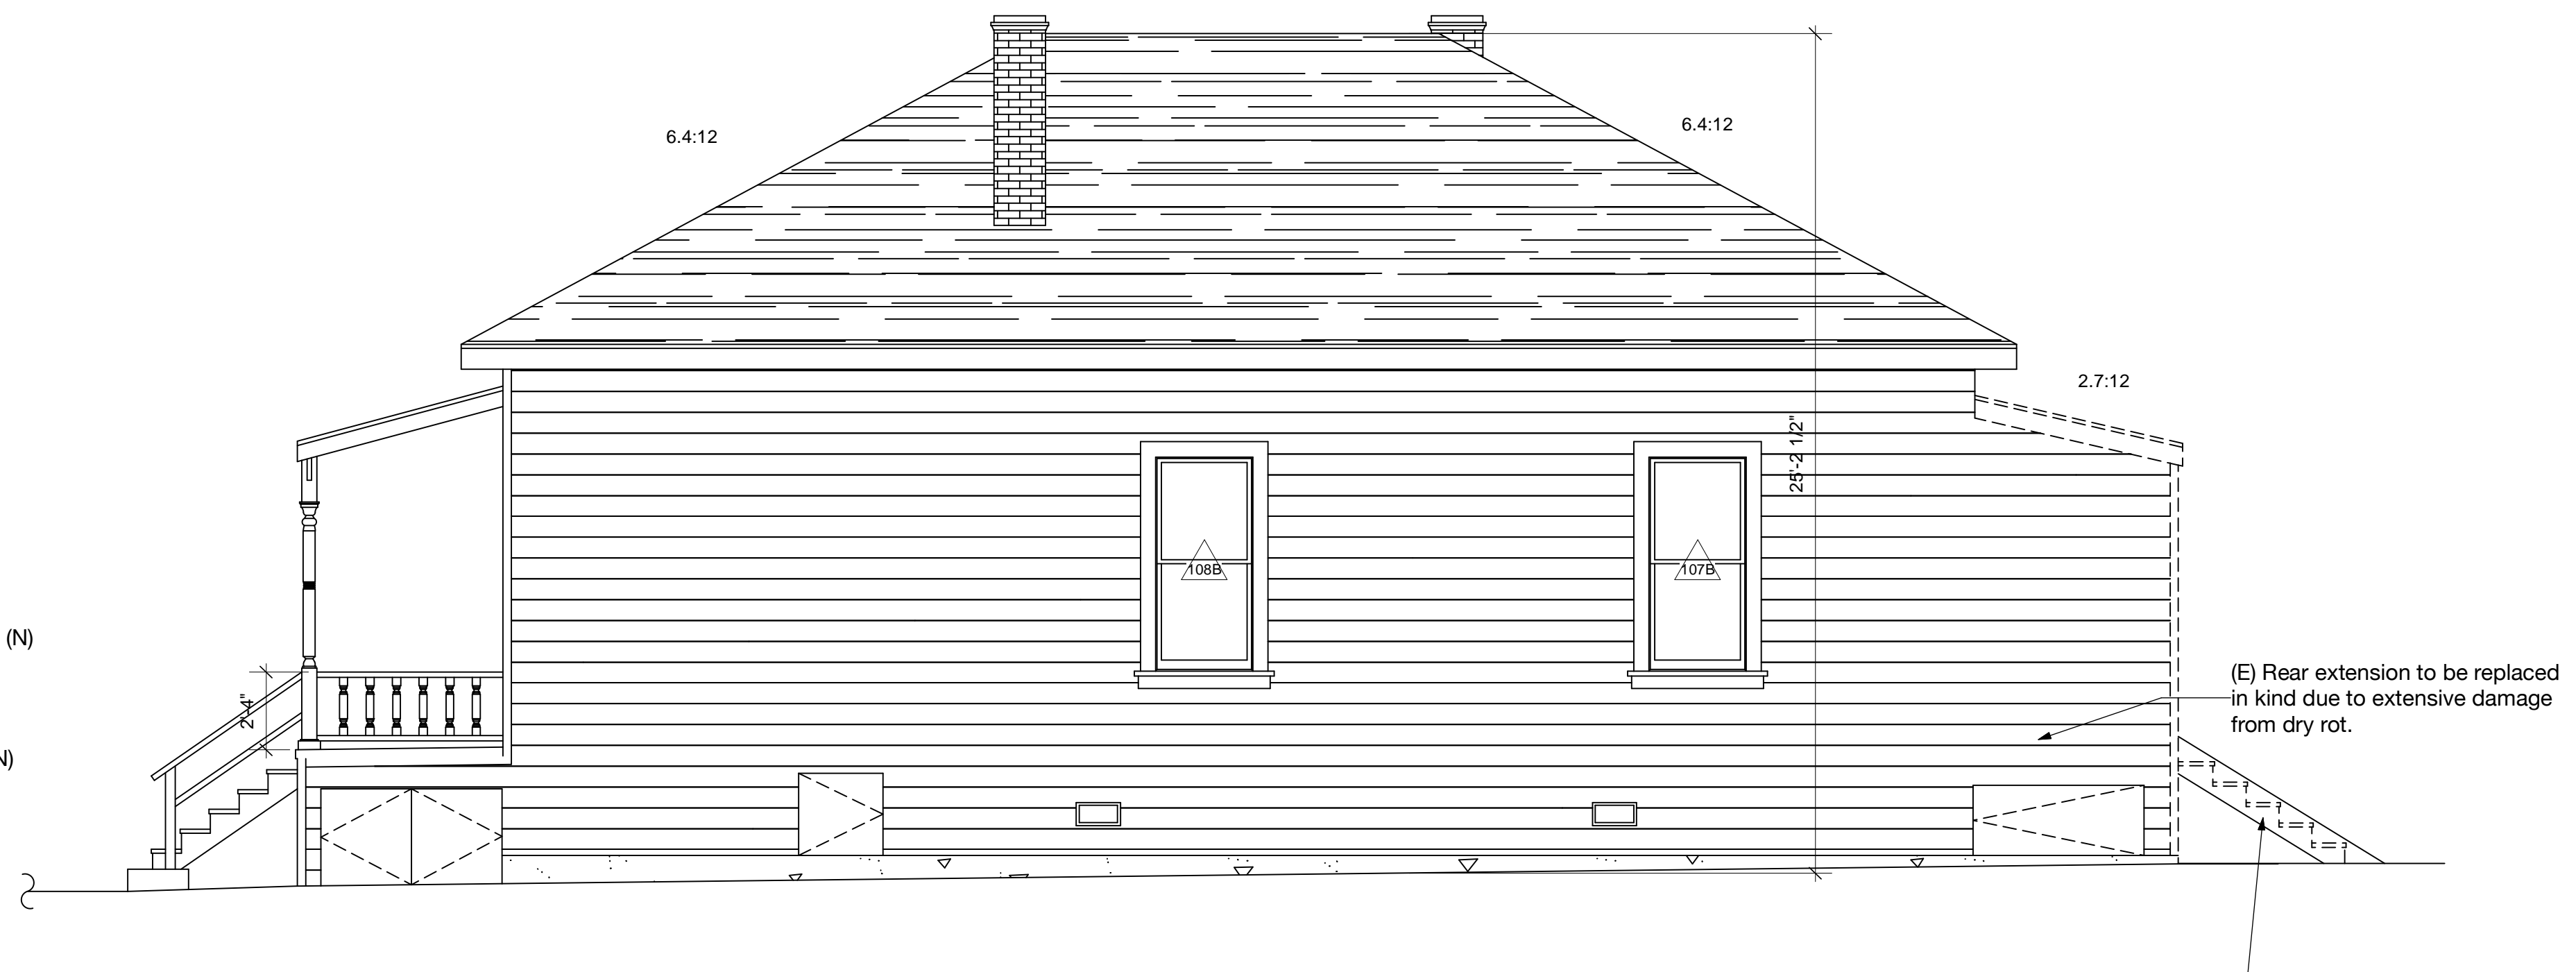 6.4:12
6.4:12
2.7:12
25'-2 1/2"
108B
107B
(N)
2'-4"
(E) Rear extension to be replaced
in kind due to extensive damage
from dry rot.
N)